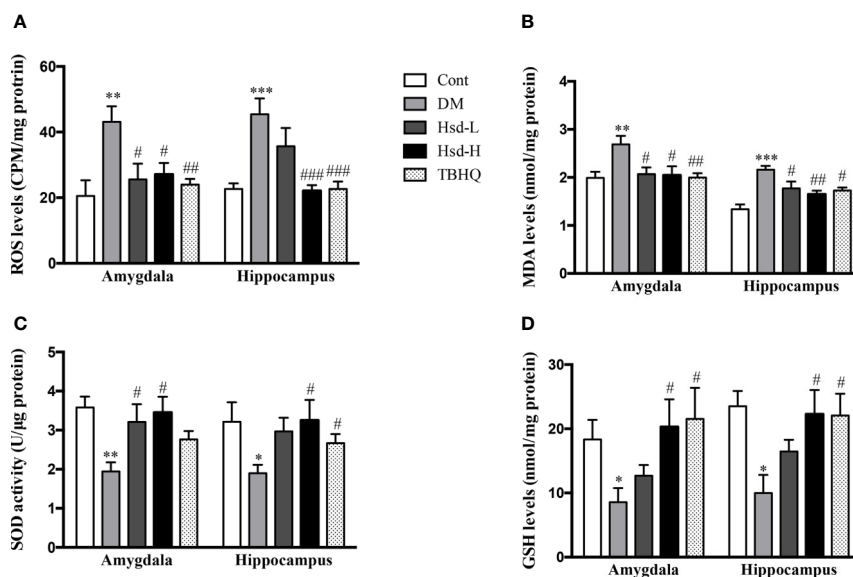 A
ROS levels (CPM/mg protrin)
60
40
20
0
** # # ## *** ### ###
Amygdala Hippocampus
Cont
DM
Hsd-L
Hsd-H
TBHQ
B
MDA levels (nmol/mg protein)
4
3
2
1
0
** # # ## *** # ## #
Amygdala Hippocampus
C
SOD activity (U/µg protein)
5
4
3
2
1
0
** # # * # #
Amygdala Hippocampus
D
GSH levels (nmol/mg protein)
30
20
10
0
* # # * # #
Amygdala Hippocampus